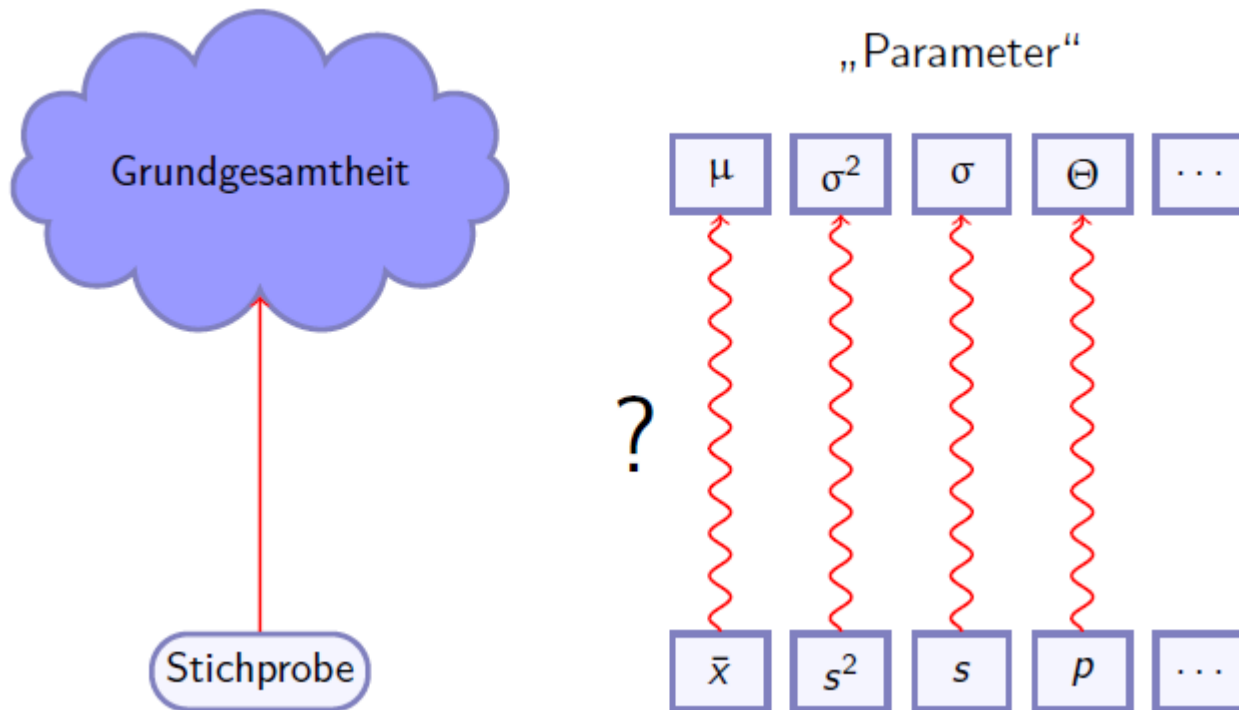 „Parameter“
Grundgesamtheit
μ σ² σ Θ ···
?
Stichprobe
x̄ s² s p ···